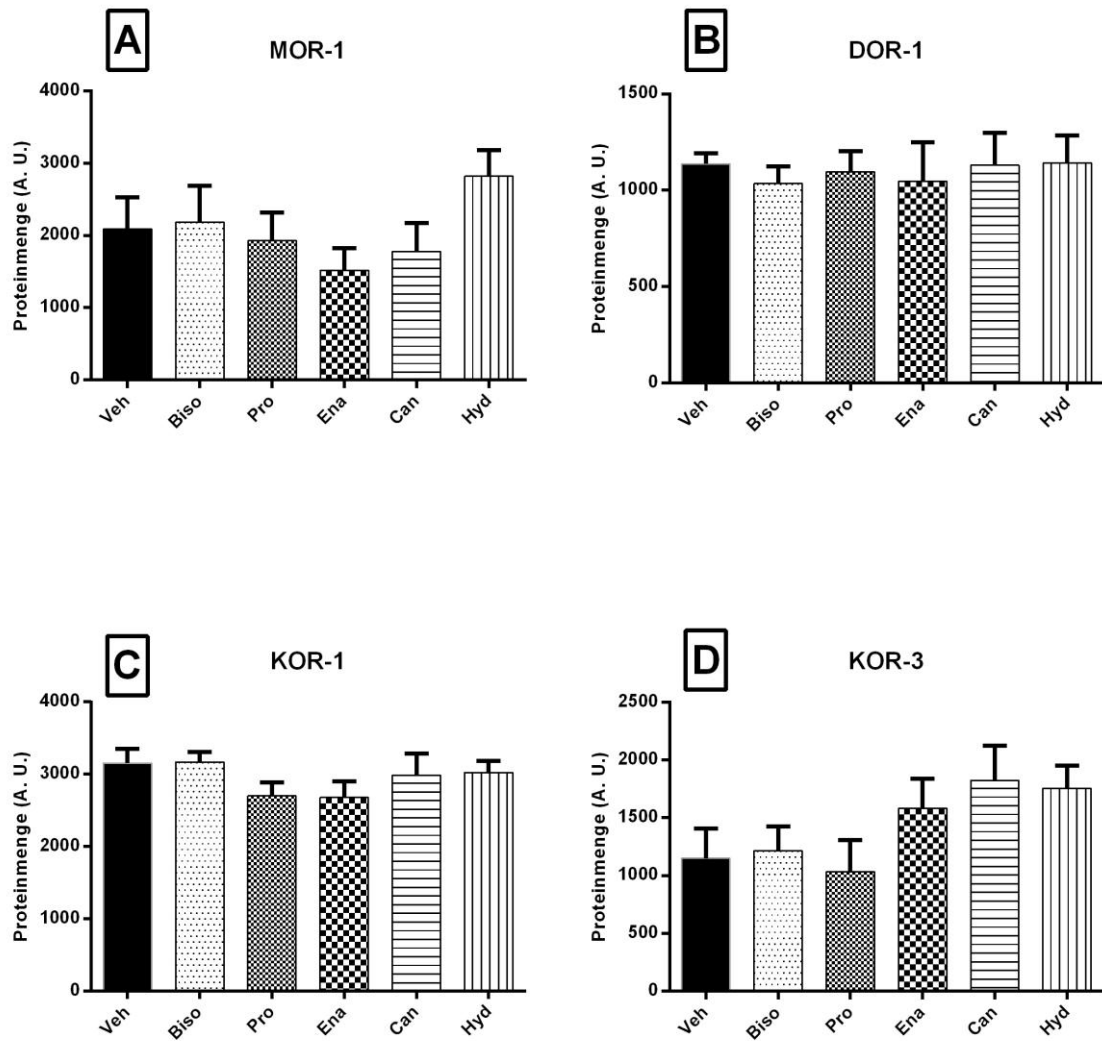 A
MOR-1
Proteinmenge (A. U.)
4000
3000
2000
1000
0
Veh
Biso
Pro
Ena
Can
Hyd
B
DOR-1
Proteinmenge (A. U.)
1500
1000
500
0
Veh
Biso
Pro
Ena
Can
Hyd
C
KOR-1
Proteinmenge (A. U.)
4000
3000
2000
1000
0
Veh
Biso
Pro
Ena
Can
Hyd
D
KOR-3
Proteinmenge (A. U.)
2500
2000
1500
1000
500
0
Veh
Biso
Pro
Ena
Can
Hyd